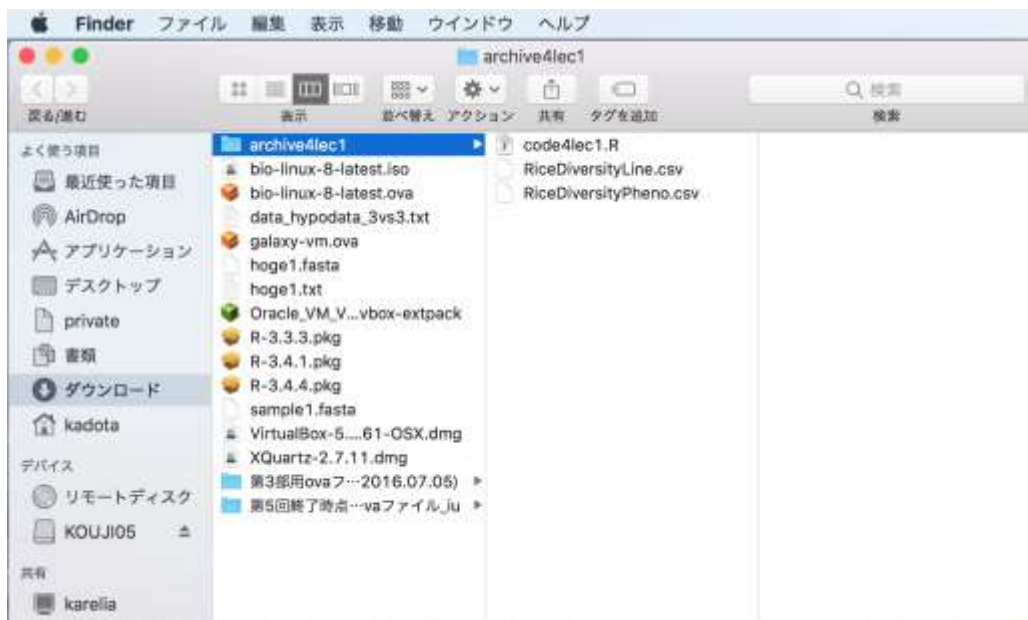 Finder ファイル 編集 表示 移動 ウインドウ ヘルプ
archive4lec1
検索
戻る/進む 表示 並べ替え アクション 共有 タグを追加 検索
よく使う項目
最近使った項目
AirDrop
アプリケーション
デスクトップ
private
書類
ダウンロード
kadota
デバイス
リモートディスク
KOUJI05
共有
karelia
archive4lec1
bio-linux-8-latest.iso
bio-linux-8-latest.ova
data_hypodata_3vs3.txt
galaxy-vm.ova
hoge1.fasta
hoge1.txt
Oracle_VM_V...vbox-extpack
R-3.3.3.pkg
R-3.4.1.pkg
R-3.4.4.pkg
sample1.fasta
VirtualBox-5....61-OSX.dmg
XQuartz-2.7.11.dmg
第3部用ovaフ…2016.07.05)
第5回終了時点…vaファイル_iu
code4lec1.R
RiceDiversityLine.csv
RiceDiversityPheno.csv